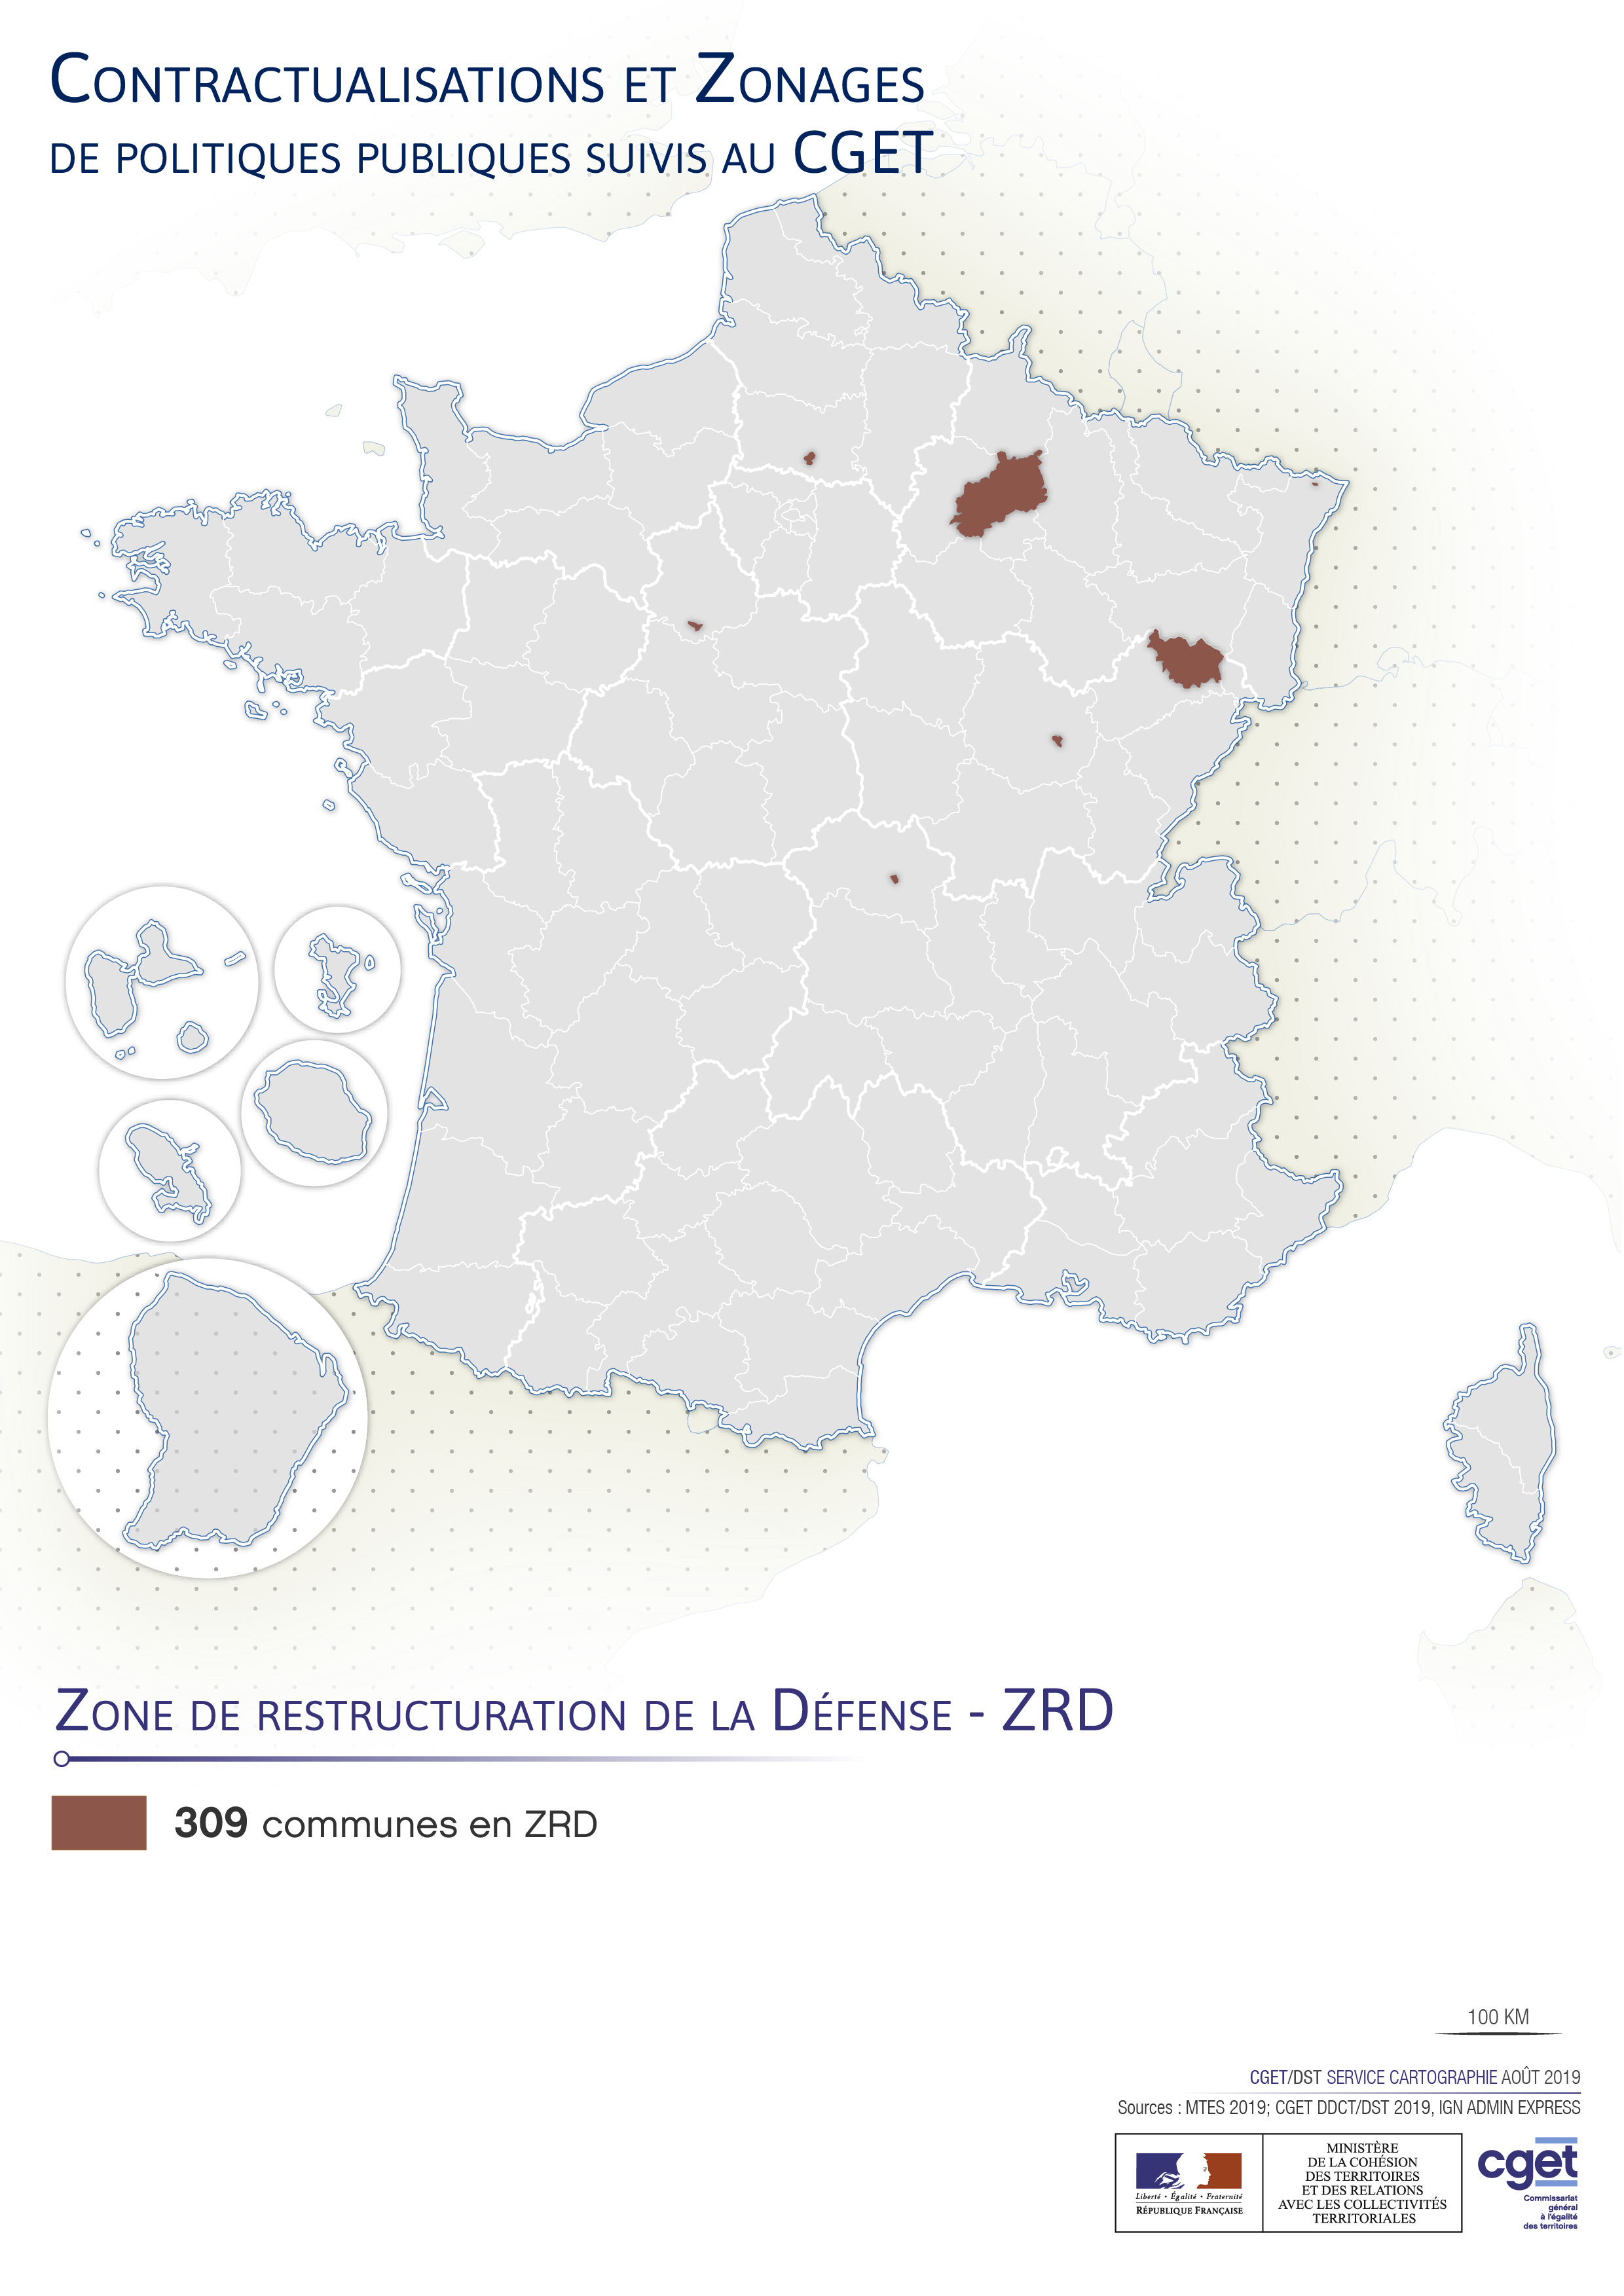 Contractualisations et Zonages
de politiques publiques suivis au CGET
Zone de restructuration de la Défense - ZRD
309 communes en ZRD
100 KM
CGET/DST SERVICE CARTOGRAPHIE AOÛT 2019
Sources : MTES 2019; CGET DDCT/DST 2019, IGN ADMIN EXPRESS
Liberté • Égalité • Fraternité
République Française
MINISTÈRE
DE LA COHÉSION
DES TERRITOIRES
ET DES RELATIONS
AVEC LES COLLECTIVITÉS
TERRITORIALES
cget
Commissariat
général
à l'égalité
des territoires